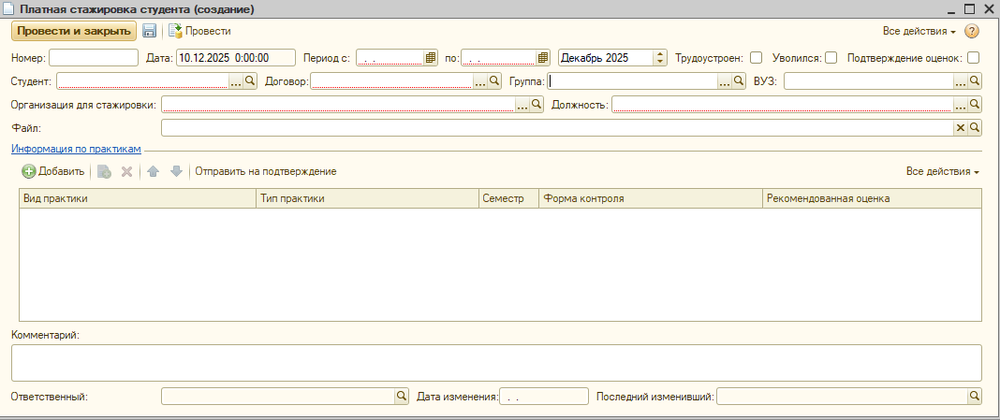 Платная стажировка студента (создание)
Провести и закрыть Провести Все действия ?
Номер: Дата: 10.12.2025 0:00:00 Период с: . . по: . . Декабрь 2025 Трудоустроен: Уволился: Подтверждение оценок:
Студент: ... Договор: ... Группа: ... ВУЗ: ...
Организация для стажировки: ... Должность: ...
Файл:
Информация по практикам
Добавить Отправить на подтверждение Все действия
Вид практики Тип практики Семестр Форма контроля Рекомендованная оценка
Комментарий:
Ответственный: Дата изменения: . . Последний изменивший: